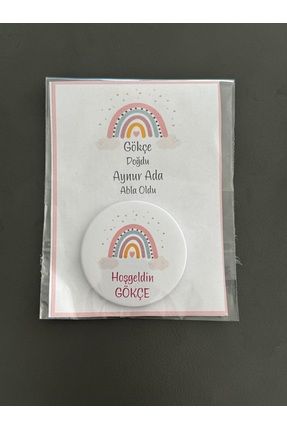 Gökçe
Doğdu
Aynur Ada
Abla Oldu
Hoşgeldin
GÖKÇE